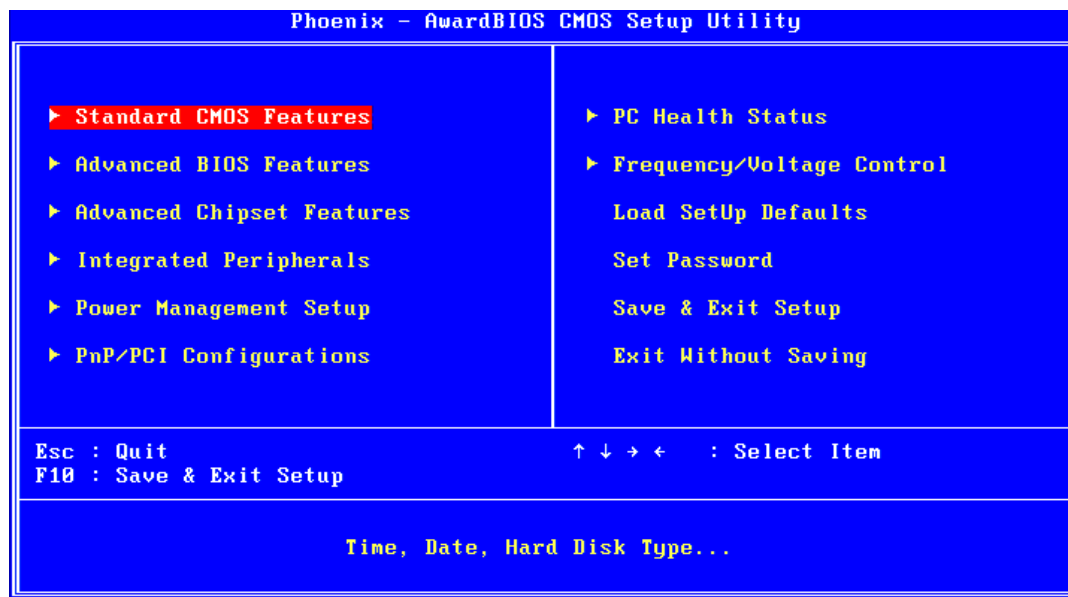 Phoenix - AwardBIOS CMOS Setup Utility
▶ Standard CMOS Features
▶ Advanced BIOS Features
▶ Advanced Chipset Features
▶ Integrated Peripherals
▶ Power Management Setup
▶ PnP/PCI Configurations
▶ PC Health Status
▶ Frequency/Voltage Control
Load SetUp Defaults
Set Password
Save & Exit Setup
Exit Without Saving
Esc : Quit
F10 : Save & Exit Setup
↑ ↓ → ← : Select Item
Time, Date, Hard Disk Type...